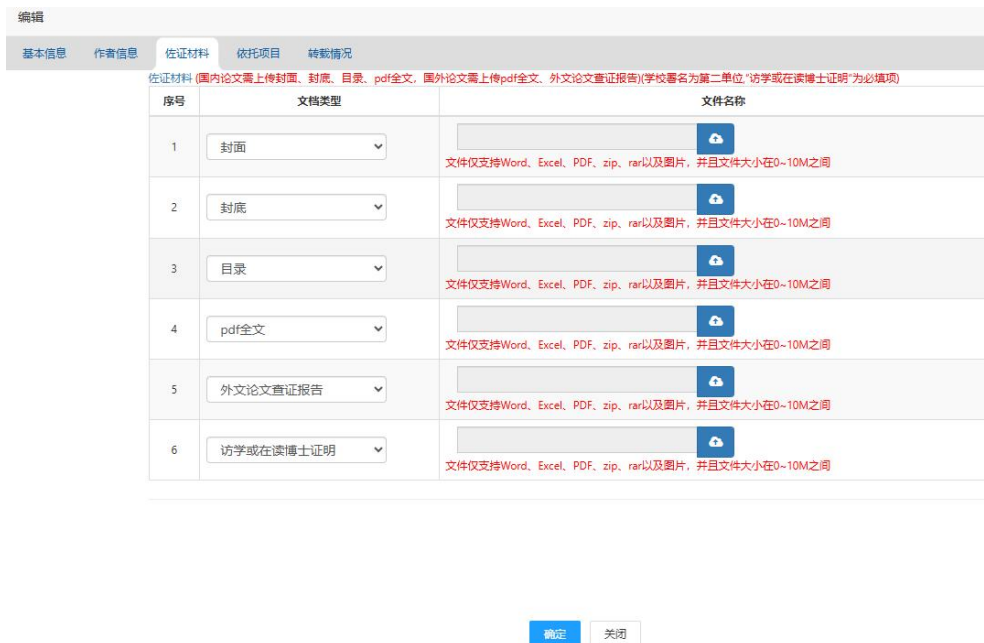 编辑
基本信息 作者信息 佐证材料 依托项目 转载情况
佐证材料 (国内论文需上传封面、封底、目录、pdf全文，国外论文需上传pdf全文、外文论文查证报告)(学校署名为第二单位,"访学或在读博士证明"为必填项)
序号 文档类型 文件名称
1 封面
文件仅支持Word、Excel、PDF、zip、rar以及图片，并且文件大小在0~10M之间
2 封底
文件仅支持Word、Excel、PDF、zip、rar以及图片，并且文件大小在0~10M之间
3 目录
文件仅支持Word、Excel、PDF、zip、rar以及图片，并且文件大小在0~10M之间
4 pdf全文
文件仅支持Word、Excel、PDF、zip、rar以及图片，并且文件大小在0~10M之间
5 外文论文查证报告
文件仅支持Word、Excel、PDF、zip、rar以及图片，并且文件大小在0~10M之间
6 访学或在读博士证明
文件仅支持Word、Excel、PDF、zip、rar以及图片，并且文件大小在0~10M之间
确定 关闭